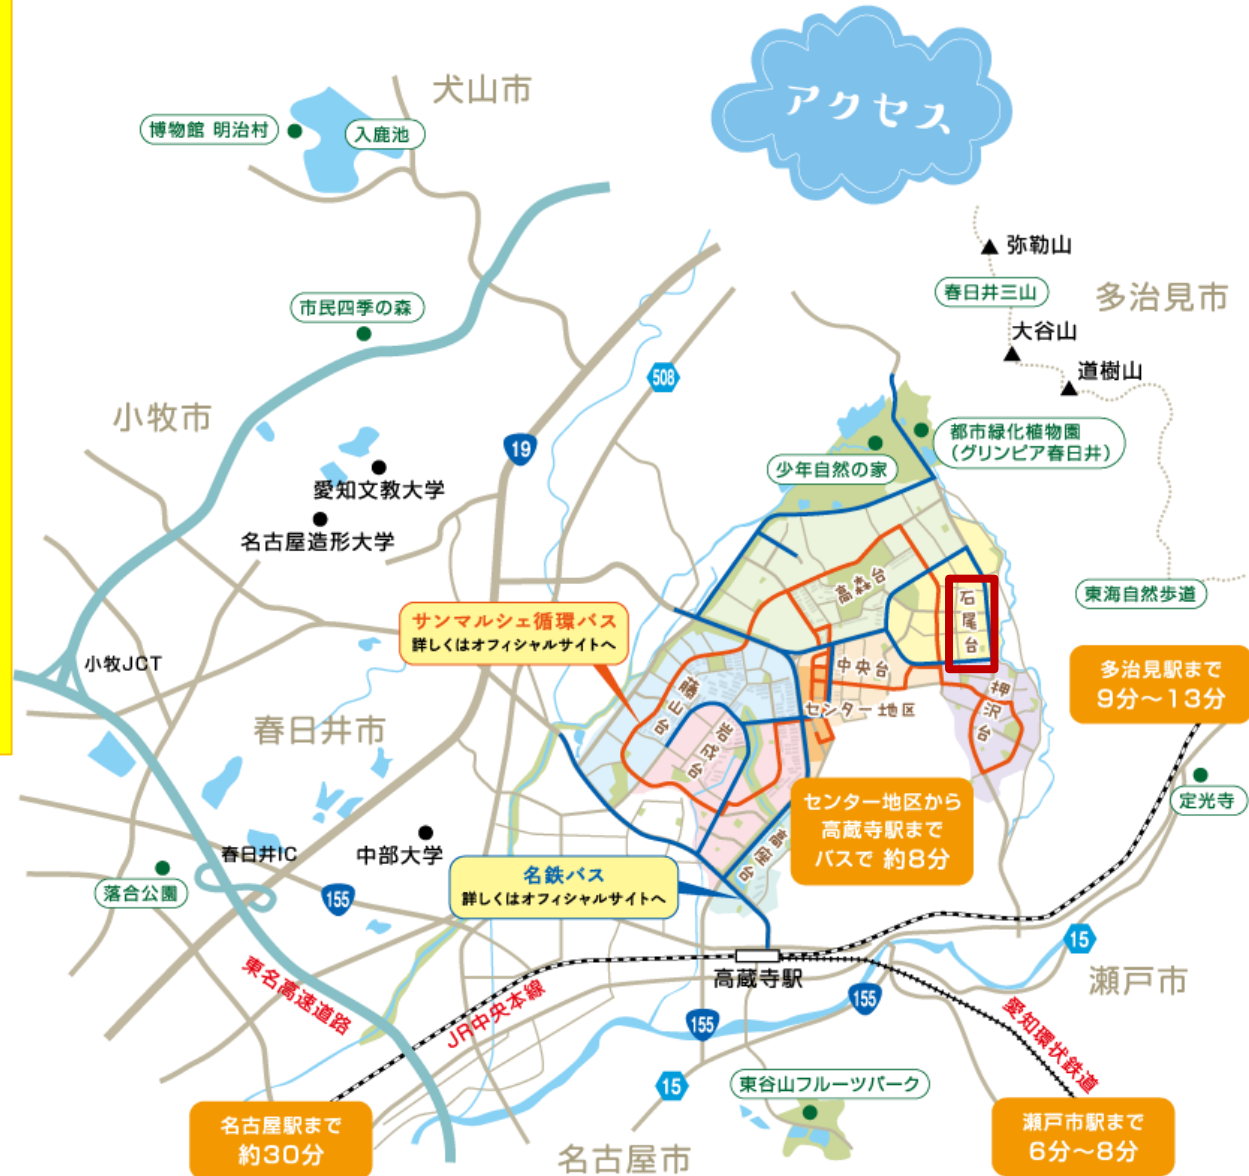 アクセス
犬山市
博物館 明治村
入鹿池
弥勒山
春日井三山
多治見市
市民四季の森
大谷山
道樹山
508
小牧市
19
都市緑化植物園
(グリンピア春日井)
少年自然の家
愛知文教大学
名古屋造形大学
高森台
石尾台
東海自然歩道
サンマルシェ循環バス
詳しくはオフィシャルサイトへ
小牧JCT
中央台
多治見駅まで
9分～13分
藤山台
押沢台
センター地区
春日井市
岩成台
センター地区から
高蔵寺駅まで
バスで 約8分
定光寺
高座台
春日井IC
中部大学
名鉄バス
詳しくはオフィシャルサイトへ
落合公園
155
15
東名高速道路
高蔵寺駅
瀬戸市
JR中央本線
155
155
愛知環状鉄道
15
東谷山フルーツパーク
名古屋駅まで
約30分
瀬戸市駅まで
6分～8分
名古屋市